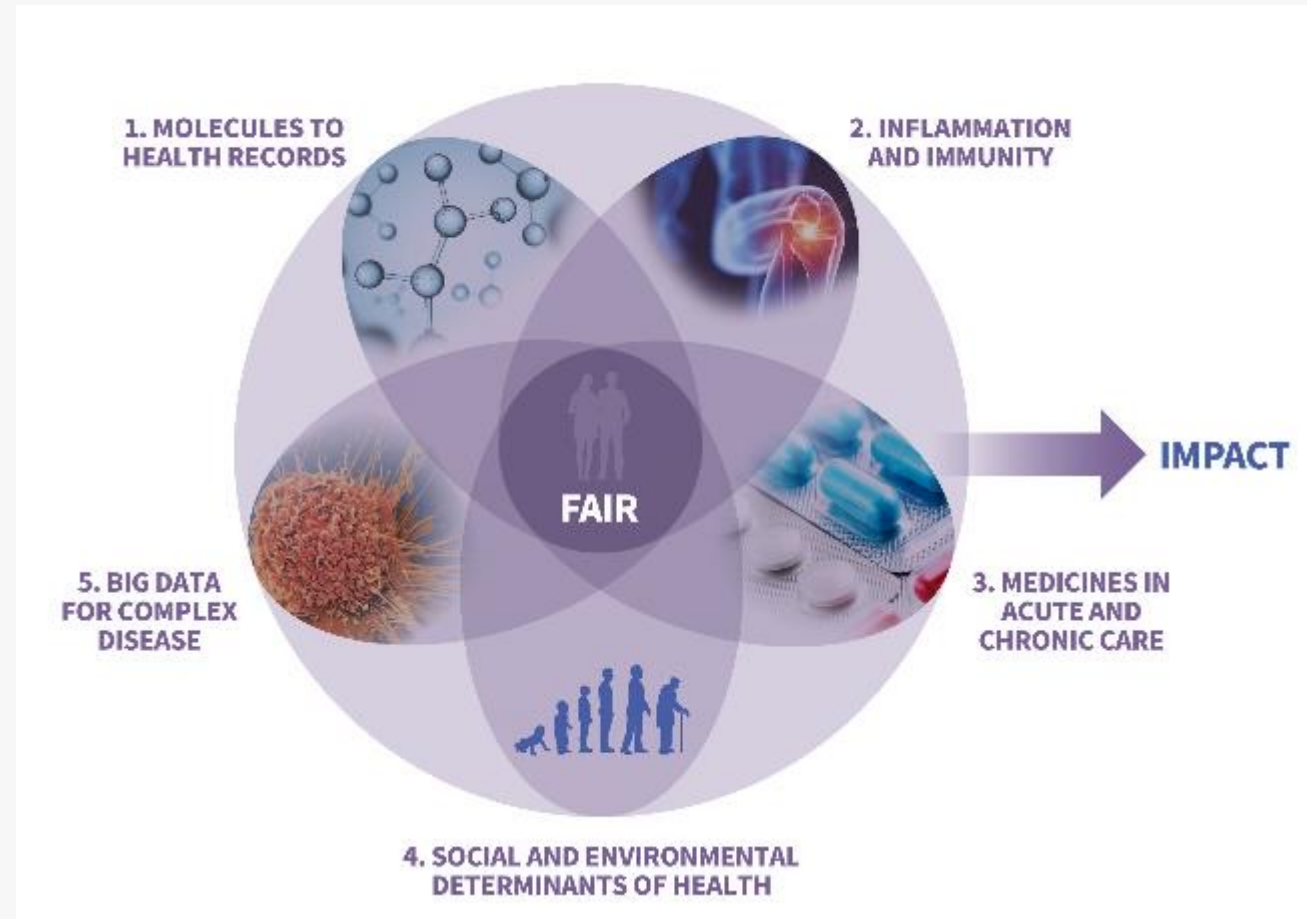 1. MOLECULES TO
HEALTH RECORDS
2. INFLAMMATION
AND IMMUNITY
FAIR
IMPACT
5. BIG DATA
FOR COMPLEX
DISEASE
3. MEDICINES IN
ACUTE AND
CHRONIC CARE
4. SOCIAL AND ENVIRONMENTAL
DETERMINANTS OF HEALTH